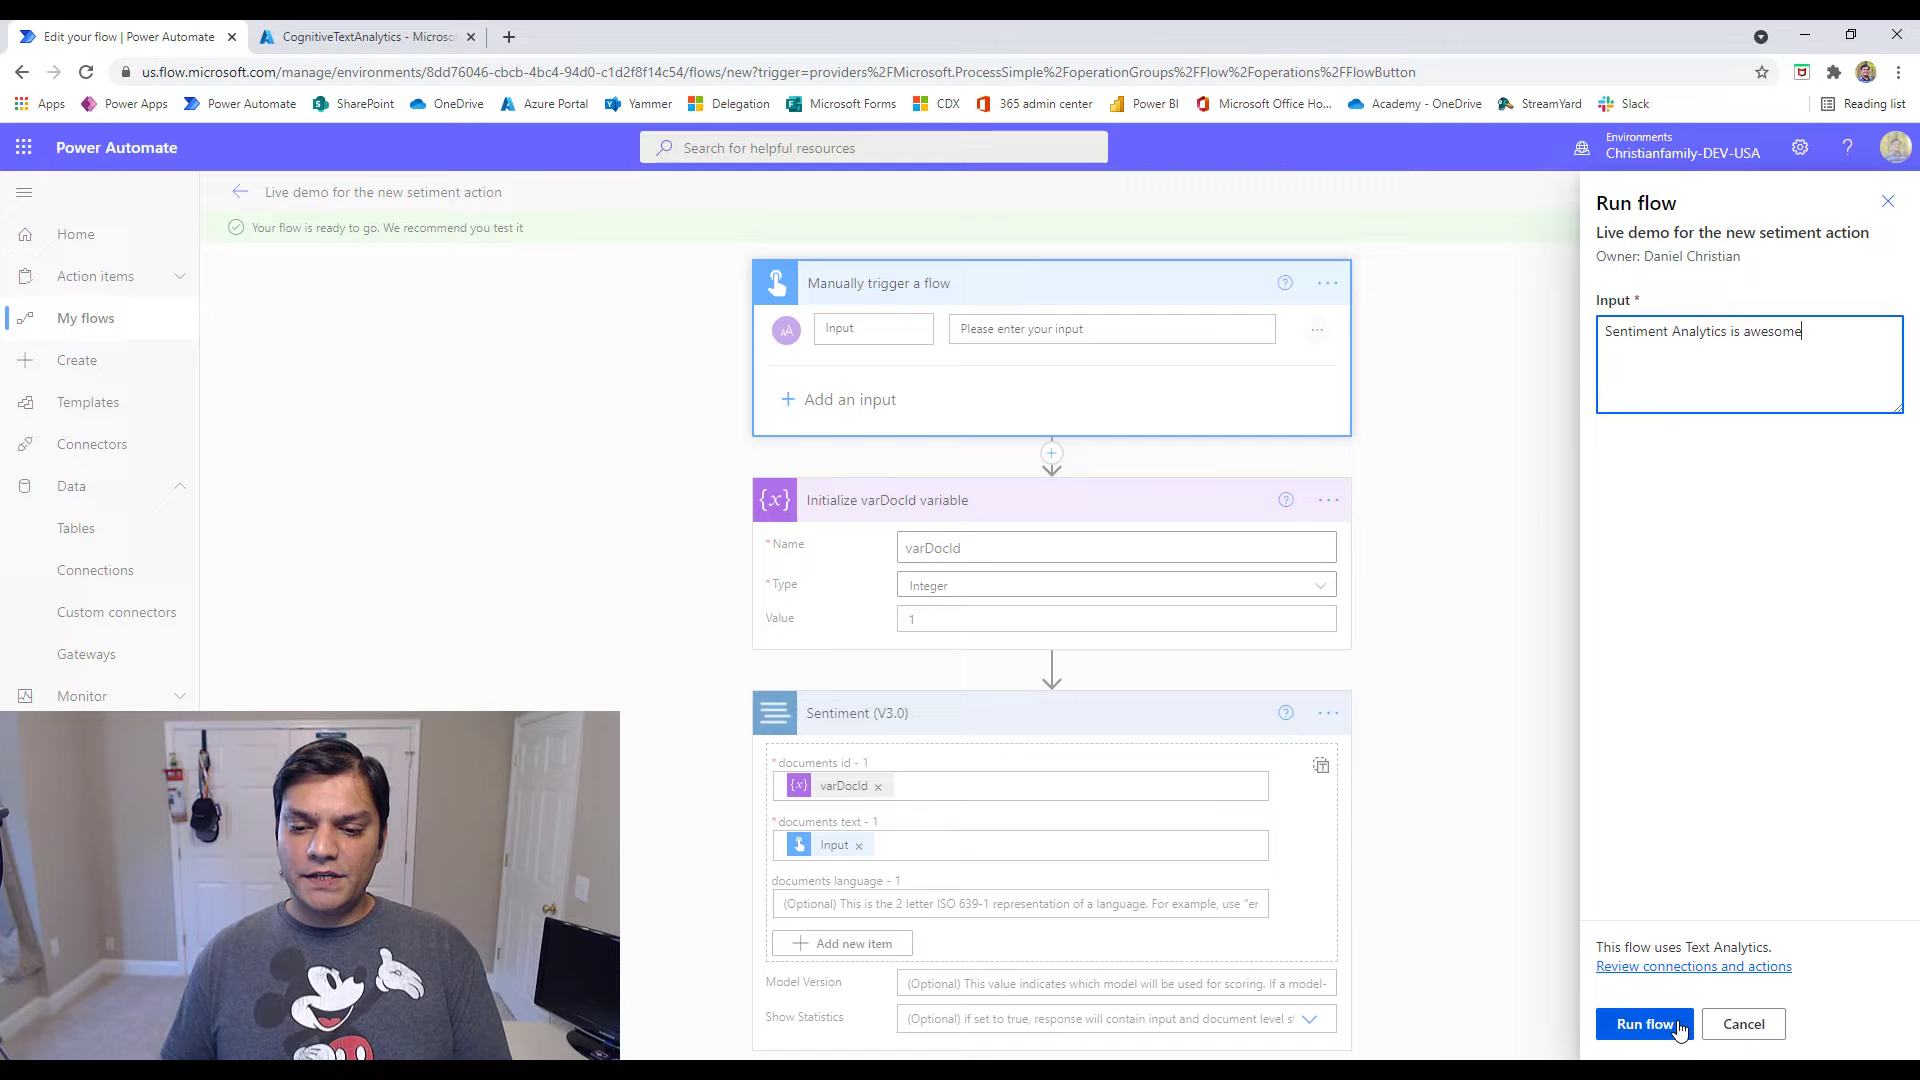 Edit your flow | Power Automate
CognitiveTextAnalytics - Microso
us.flow.microsoft.com/manage/environments/8dd76046-cbcb-4bc4-94d0-c1d2f8f14c54/flows/new?trigger=providers%2FMicrosoft.ProcessSimple%2FoperationGroups%2FFlow%2Foperations%2FFlowButton
Apps Power Apps Power Automate SharePoint OneDrive Azure Portal Yammer Delegation Microsoft Forms CDX 365 admin center Power BI Microsoft Office Ho... Academy - OneDrive StreamYard Slack Reading list
Power Automate
Search for helpful resources
Environments
Christianfamily-DEV-USA
Live demo for the new setiment action
Your flow is ready to go. We recommend you test it
Home
Action items
My flows
Create
Templates
Connectors
Data
Tables
Connections
Custom connectors
Gateways
Monitor
Manually trigger a flow
Input
Please enter your input
Add an input
{x} Initialize varDocId variable
* Name
varDocId
* Type
Integer
Value
1
Sentiment (V3.0)
* documents id - 1
{x} varDocId ×
* documents text - 1
Input ×
documents language - 1
(Optional) This is the 2 letter ISO 639-1 representation of a language. For example, use "er
Add new item
Model Version
(Optional) This value indicates which model will be used for scoring. If a model-
Show Statistics
(Optional) if set to true, response will contain input and document level st
Run flow
Live demo for the new setiment action
Owner: Daniel Christian
Input *
Sentiment Analytics is awesome
This flow uses Text Analytics.
Review connections and actions
Run flow
Cancel